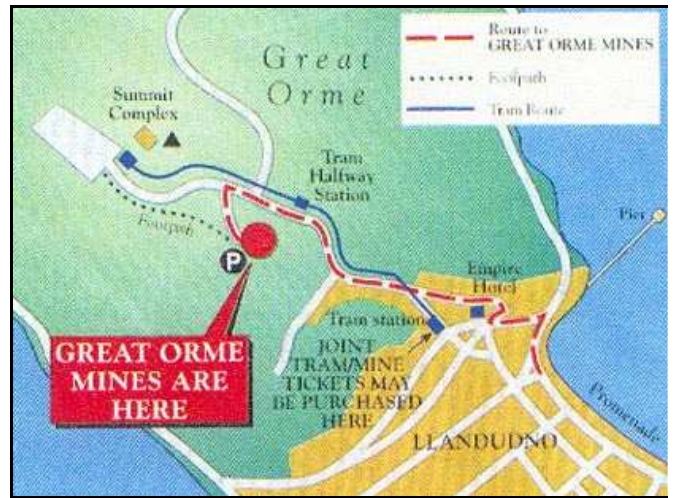 Great
Orme
Route to
GREAT ORME MINES
Footpath
Tram Route
Summit
Complex
Tram
Halfway
Station
Footpath
P
Pier
Empire
Hotel
Tram station
JOINT
TRAM/MINE
TICKETS MAY
BE PURCHASED
HERE
GREAT ORME
MINES ARE
HERE
LLANDUDNO
Promenade